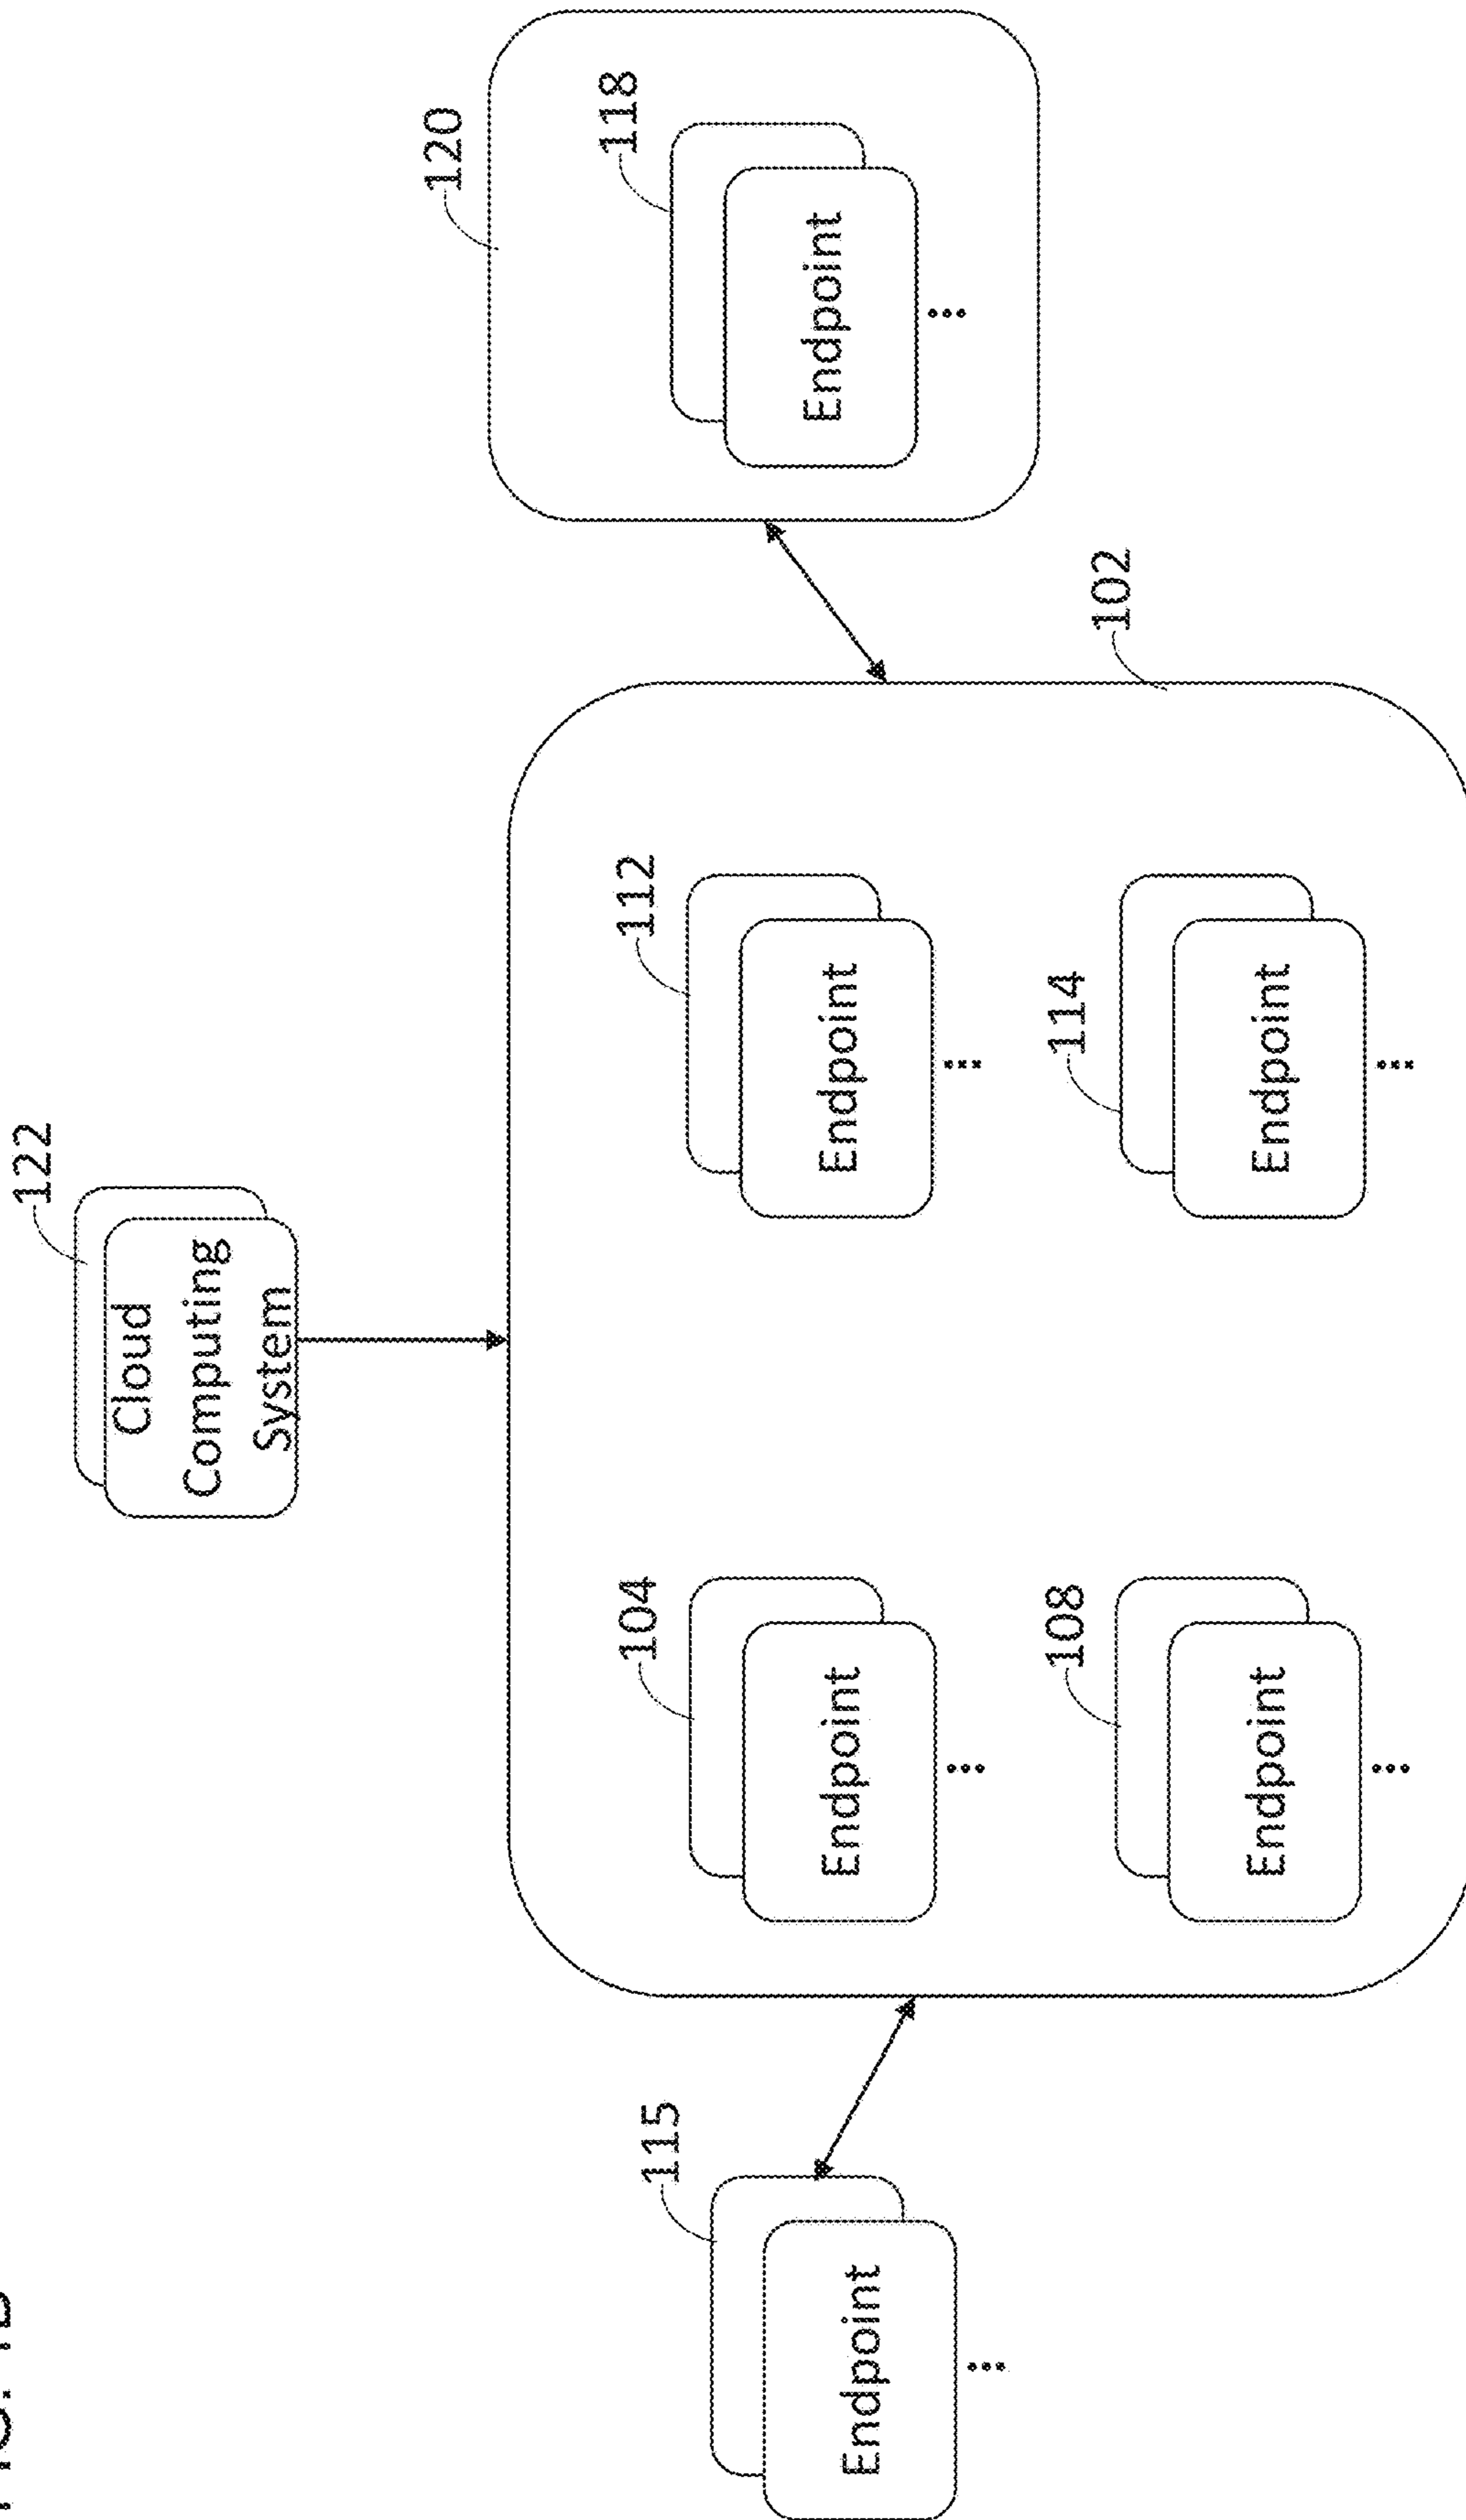 122
Cloud
Computing
System
120
115
Endpoint
...
104
Endpoint
...
112
Endpoint
...
118
Endpoint
...
108
Endpoint
...
114
Endpoint
...
102